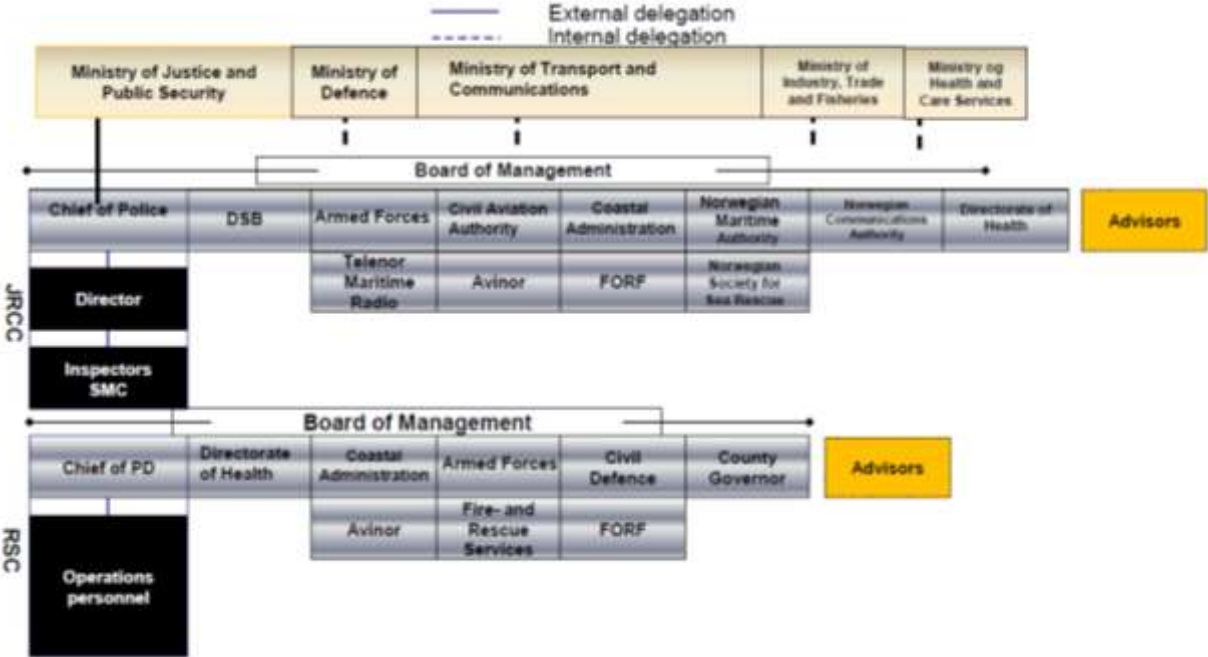 External delegation
Internal delegation
Ministry of Justice and
Public Security
Ministry of
Defence
Ministry of Transport and
Communications
Ministry of
Industry, Trade
and Fisheries
Ministry og
Health and
Care Services
Board of Management
Chief of Police
DSB
Armed Forces
Civil Aviation
Authority
Coastal
Administration
Norwegian
Maritime
Authority
Norwegian
Communications
Authority
Directorate of
Health
Advisors
Telenor
Maritime
Radio
Avinor
FORF
Norwegian
Society for
Sea Rescue
JRCC
Director
Inspectors
SMC
Board of Management
Chief of PD
Directorate
of Health
Coastal
Administration
Armed Forces
Civil
Defence
County
Governor
Advisors
Avinor
Fire- and
Rescue
Services
FORF
RSC
Operations
personnel